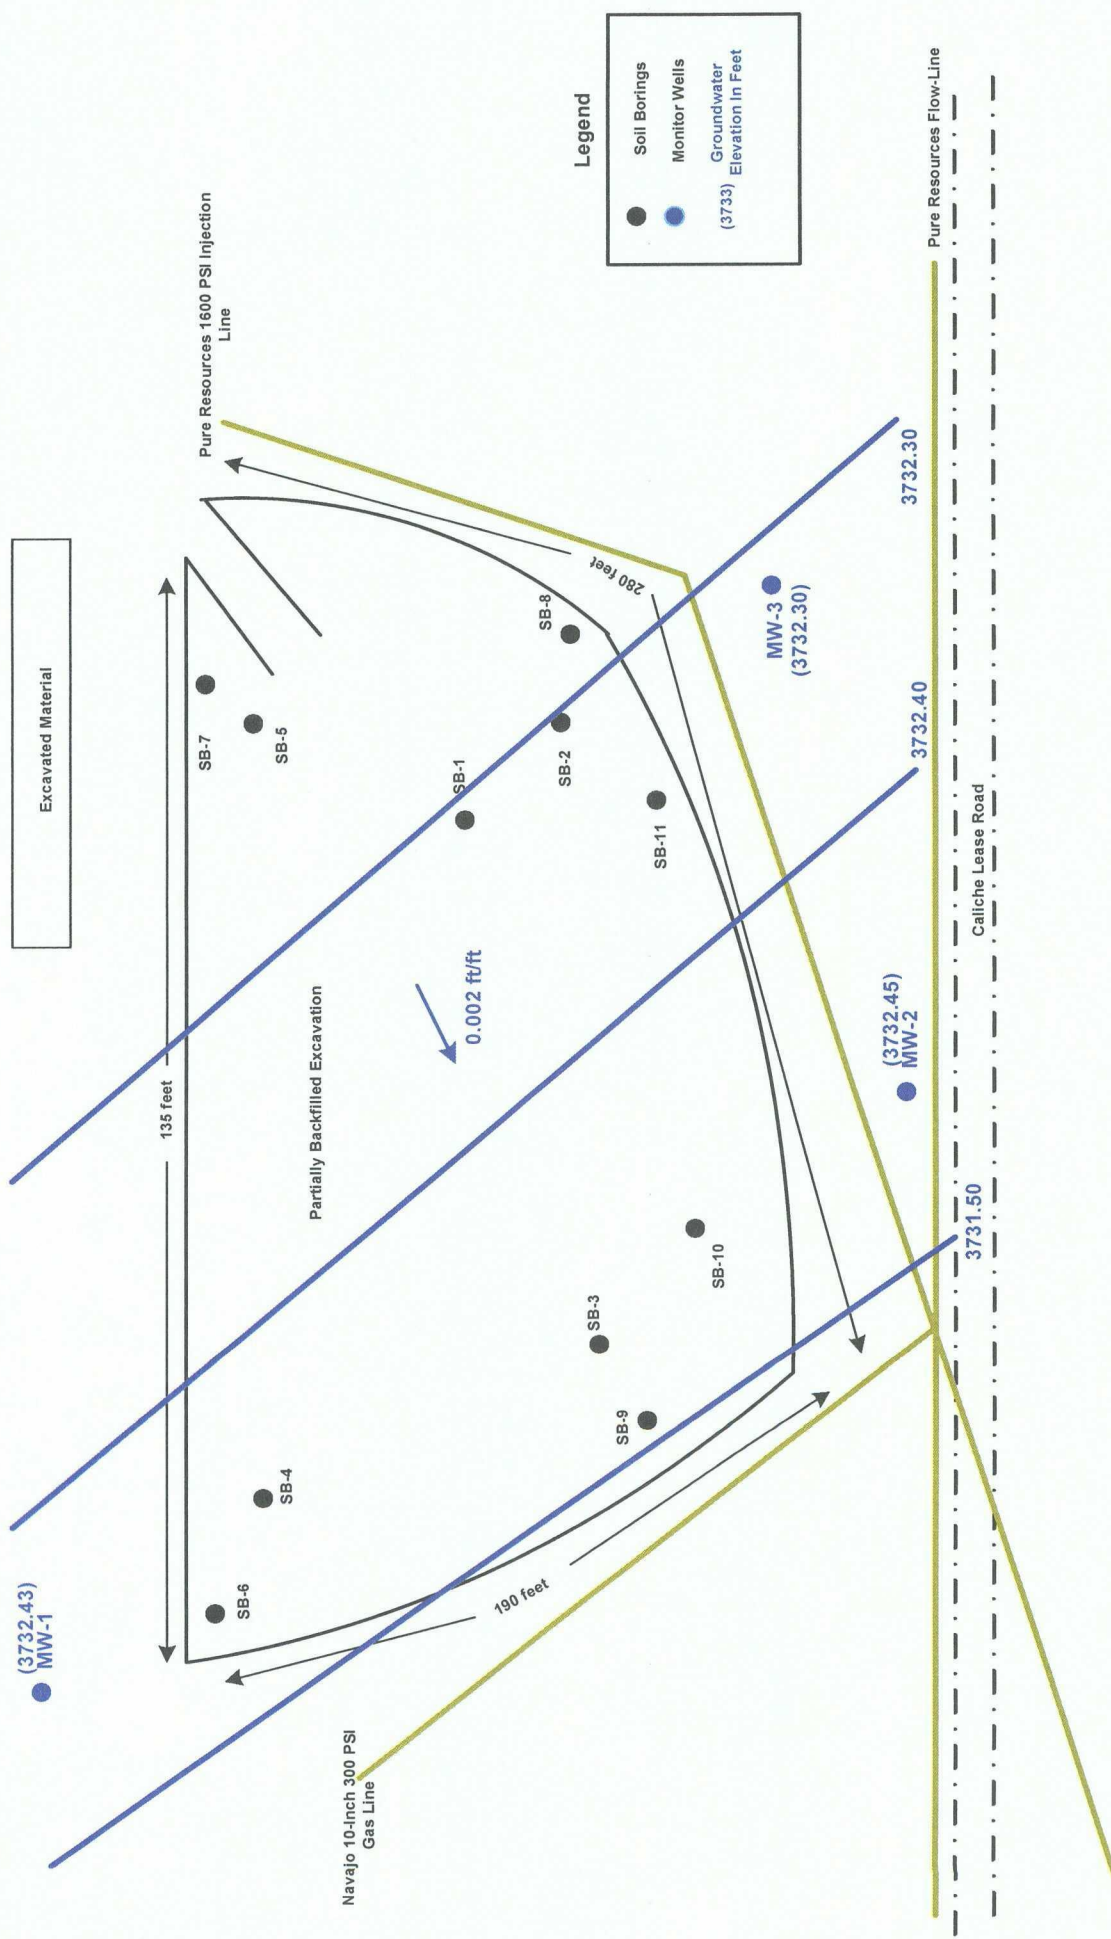 Excavated Material
Pure Resources 1600 PSI Injection
Line
Legend
Soil Borings
Monitor Wells
(3733)
Groundwater
Elevation In Feet
Pure Resources Flow-Line
135 feet
280 feet
190 feet
SB-7
SB-5
SB-8
SB-1
SB-2
SB-11
Partially Backfilled Excavation
0.002 ft/ft
SB-3
SB-10
SB-9
SB-4
SB-6
(3732.43)
MW-1
MW-3
(3732.30)
(3732.45)
MW-2
3732.30
3732.40
3731.50
Caliche Lease Road
Navajo 10-Inch 300 PSI
Gas Line